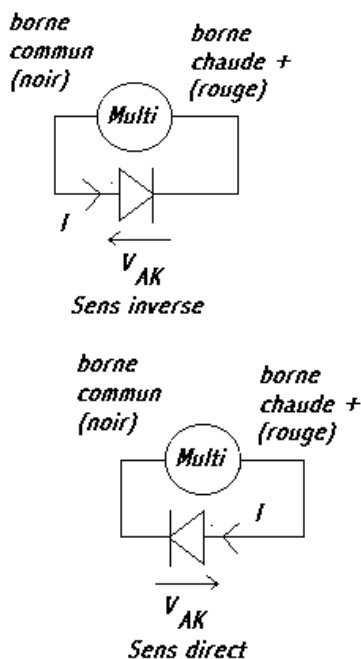 borne
commun
(noir)
borne
chaude +
(rouge)
Multi
I
V AK
Sens inverse
borne
commun
(noir)
borne
chaude +
(rouge)
Multi
I
V AK
Sens direct